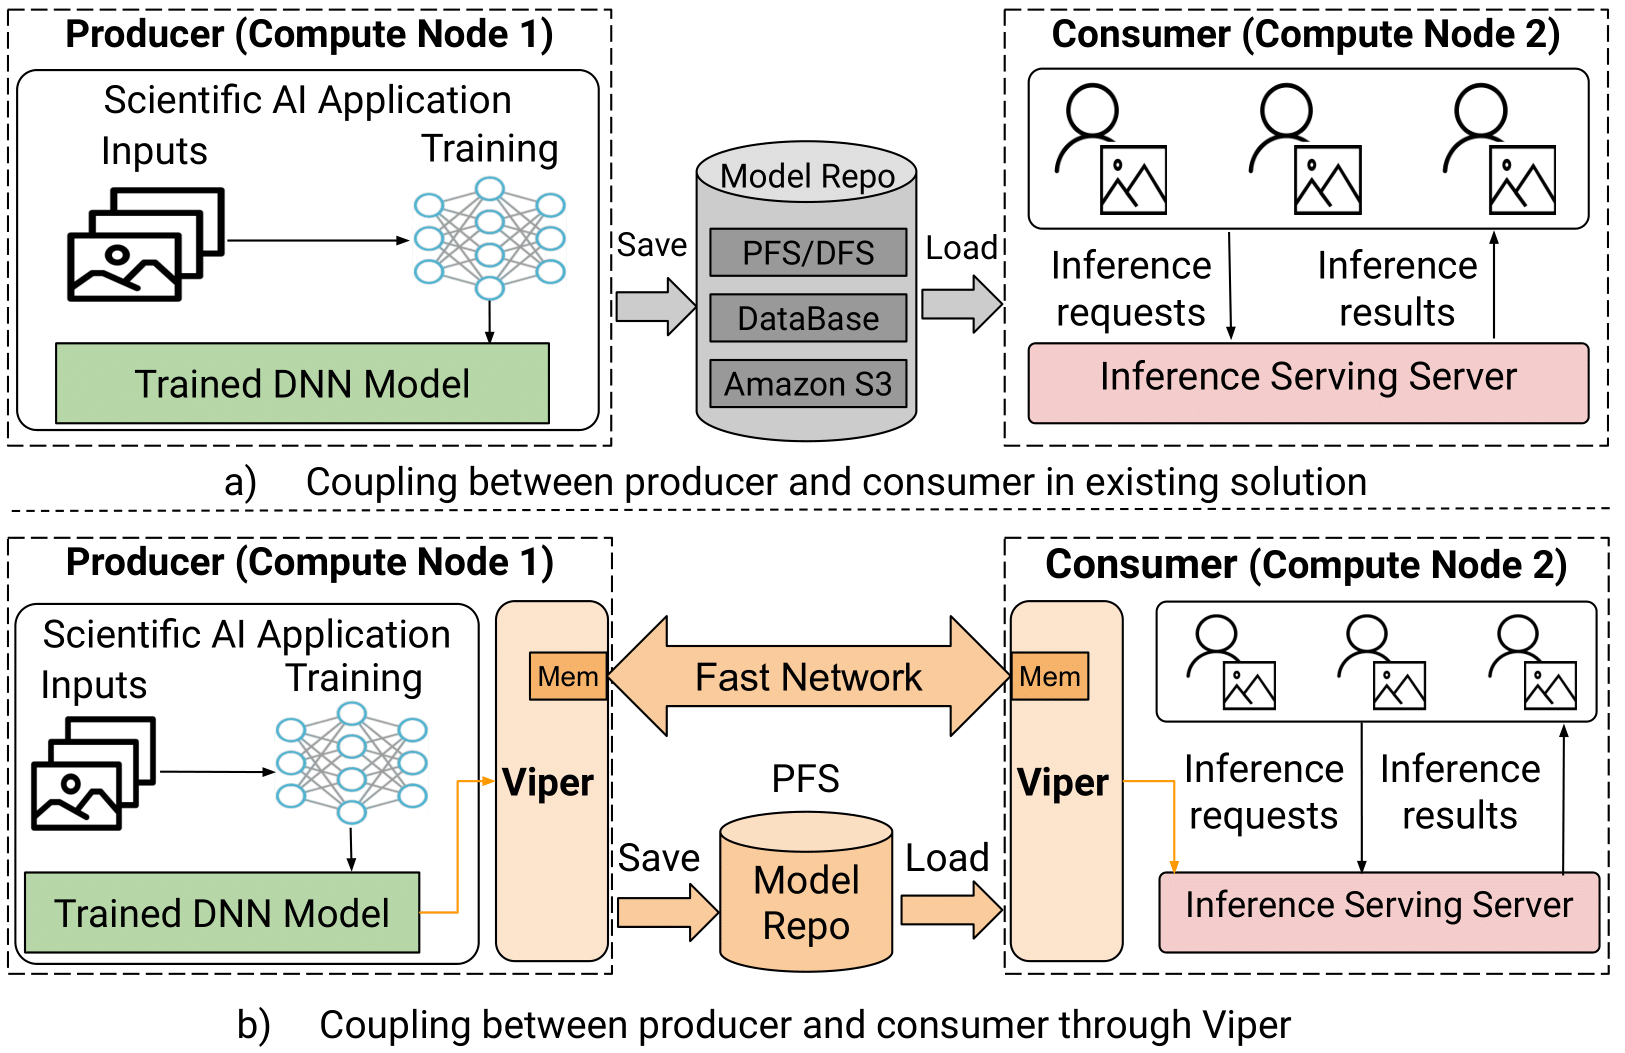 Producer (Compute Node 1)
Scientific AI Application
Inputs
Training
Trained DNN Model
Save
Model Repo
PFS/DFS
DataBase
Amazon S3
Load
Consumer (Compute Node 2)
Inference
requests
Inference
results
Inference Serving Server
a) Coupling between producer and consumer in existing solution
Producer (Compute Node 1)
Scientific AI Application
Inputs
Training
Trained DNN Model
Mem
Viper
Fast Network
PFS
Save
Model
Repo
Load
Consumer (Compute Node 2)
Mem
Viper
Inference
requests
Inference
results
Inference Serving Server
b) Coupling between producer and consumer through Viper